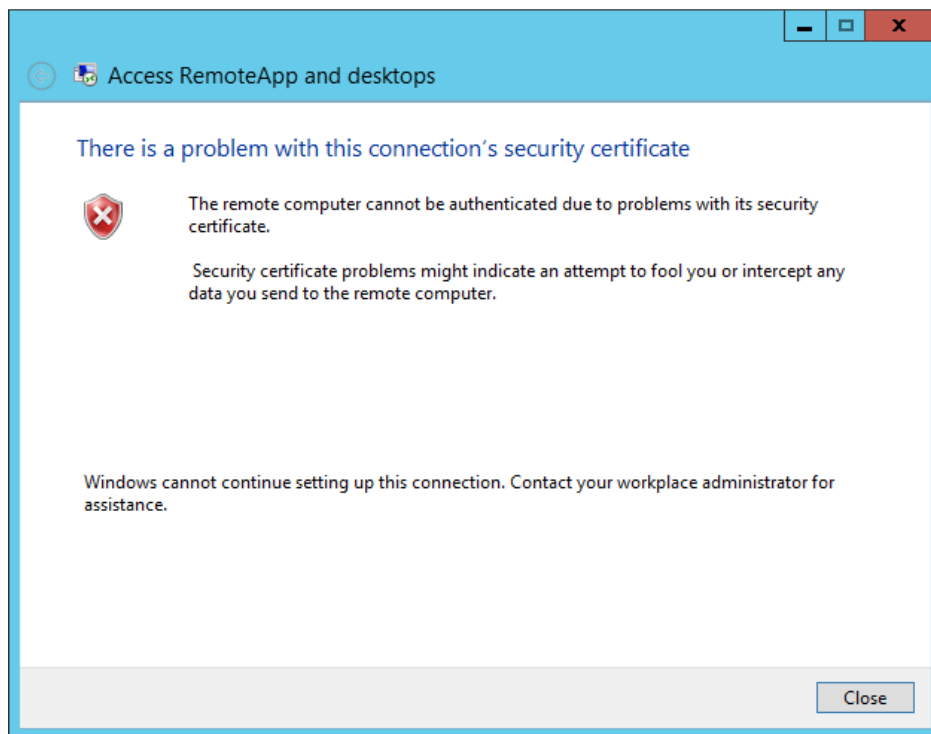 Access RemoteApp and desktops
There is a problem with this connection's security certificate
The remote computer cannot be authenticated due to problems with its security
certificate.
Security certificate problems might indicate an attempt to fool you or intercept any
data you send to the remote computer.
Windows cannot continue setting up this connection. Contact your workplace administrator for
assistance.
Close